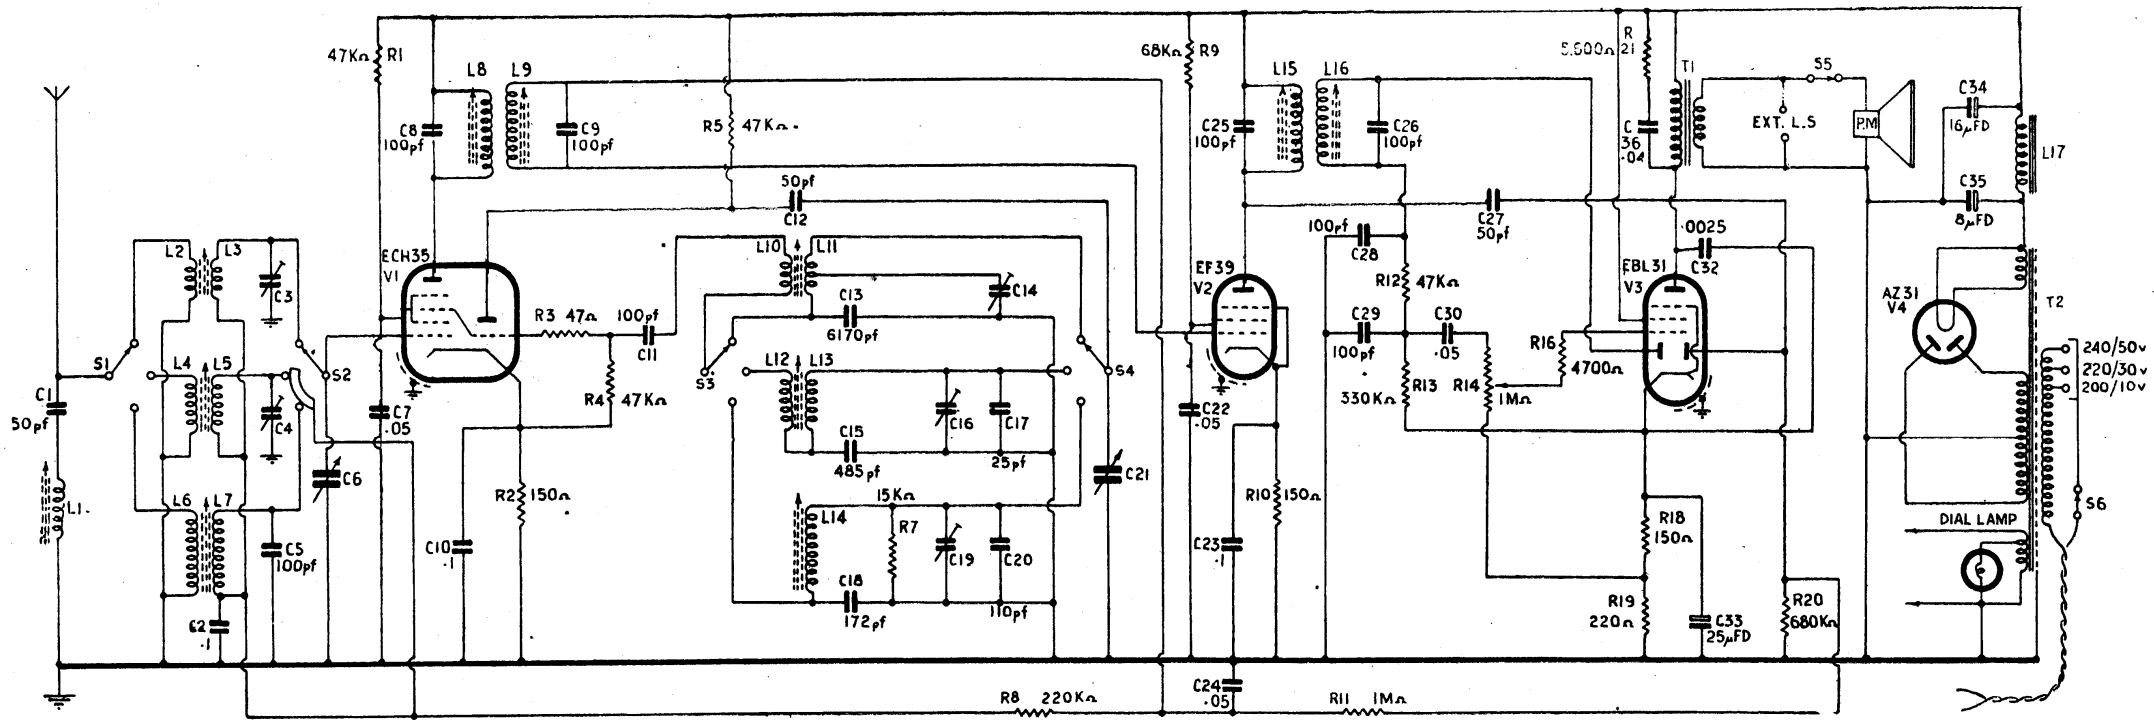 47KΩ R1
L8
L9
C8
100pf
C9
100pf
R5 47KΩ
50pf
C12
68KΩ R9
L15
L16
C25
100pf
C26
100pf
R
21
5,600Ω
T1
S5
C
36
.04
EXT. L.S
P.M
C34
16µFD
L17
C35
8µFD
C27
50pf
.0025
C32
L2
L3
C3
ECH35
V1
R3 47Ω
100pf
C11
L10
L11
C13
6170pf
C14
EF39
V2
100pf
C28
R12 47KΩ
C29
100pf
C30
.05
EBL31
V3
R16
4700Ω
AZ31
V4
T2
240/50v
220/30v
200/10v
S1
L4
L5
C4
S2
C1
50pf
C7
.05
R4 47KΩ
S3
L12
L13
C16
C17
25pf
C15
485pf
S4
C22
.05
330KΩ R13
R14
1MΩ
L1
L6
L7
C5
100pf
C6
C2
.1
C10
.1
R2 150Ω
15KΩ
R7
L14
C19
C20
110pf
C18
172pf
C21
R10 150Ω
C23
.1
R18
150Ω
R19
220Ω
C33
25µFD
R20
680KΩ
DIAL LAMP
S6
R8 220KΩ
C24
.05
R11 1MΩ